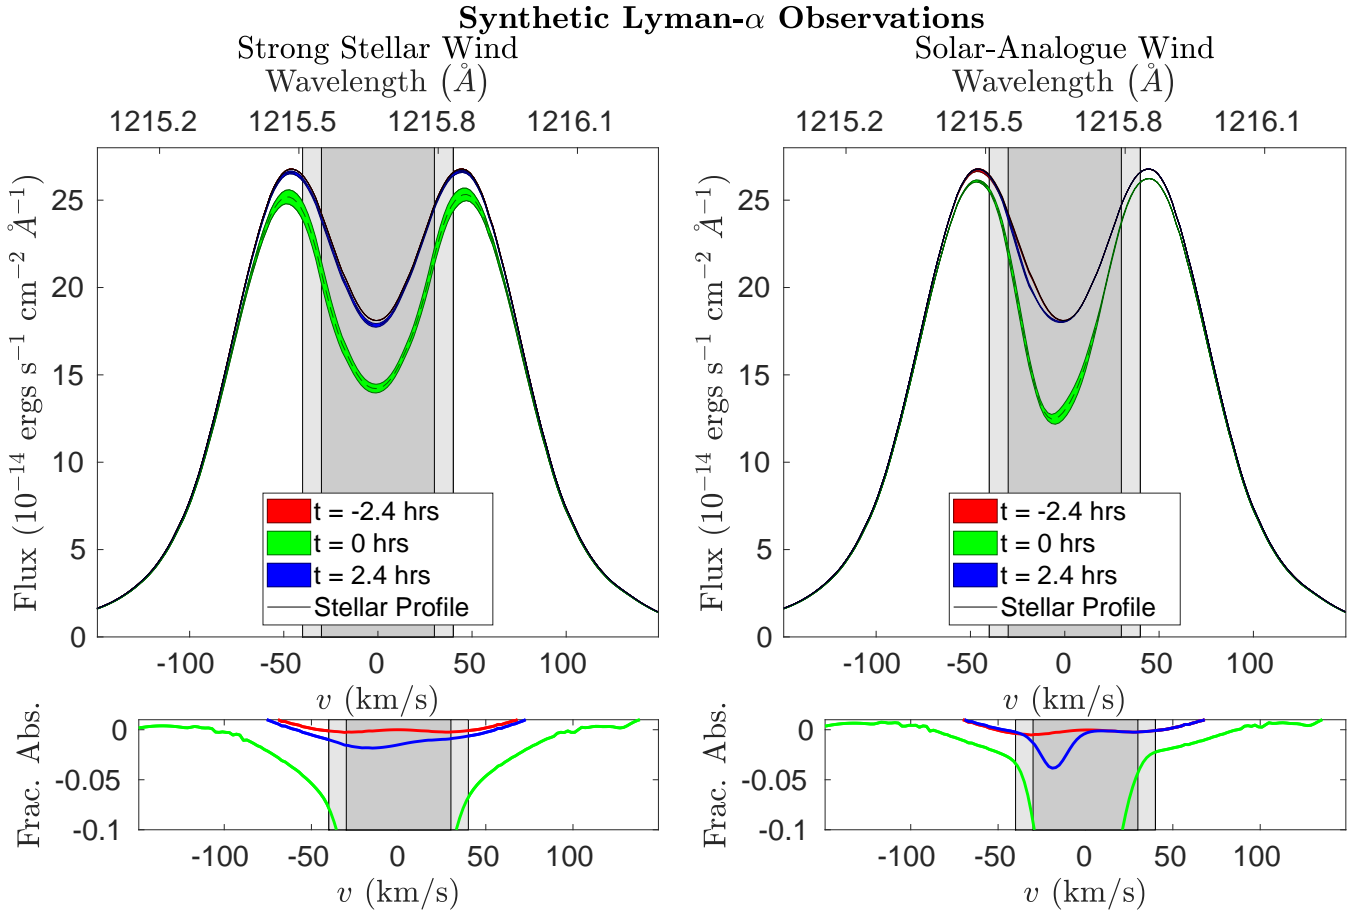 Synthetic Lyman-α Observations
Strong Stellar Wind
Wavelength (Å)
1215.2 1215.5 1215.8 1216.1
Flux (10⁻¹⁴ ergs s⁻¹ cm⁻² Å⁻¹)
25
20
15
10
5
0
t = -2.4 hrs
t = 0 hrs
t = 2.4 hrs
Stellar Profile
-100 -50 0 50 100
v (km/s)
Frac. Abs.
0
-0.05
-0.1
-100 -50 0 50 100
v (km/s)
Solar-Analogue Wind
Wavelength (Å)
1215.2 1215.5 1215.8 1216.1
Flux (10⁻¹⁴ ergs s⁻¹ cm⁻² Å⁻¹)
25
20
15
10
5
0
t = -2.4 hrs
t = 0 hrs
t = 2.4 hrs
Stellar Profile
-100 -50 0 50 100
v (km/s)
Frac. Abs.
0
-0.05
-0.1
-100 -50 0 50 100
v (km/s)